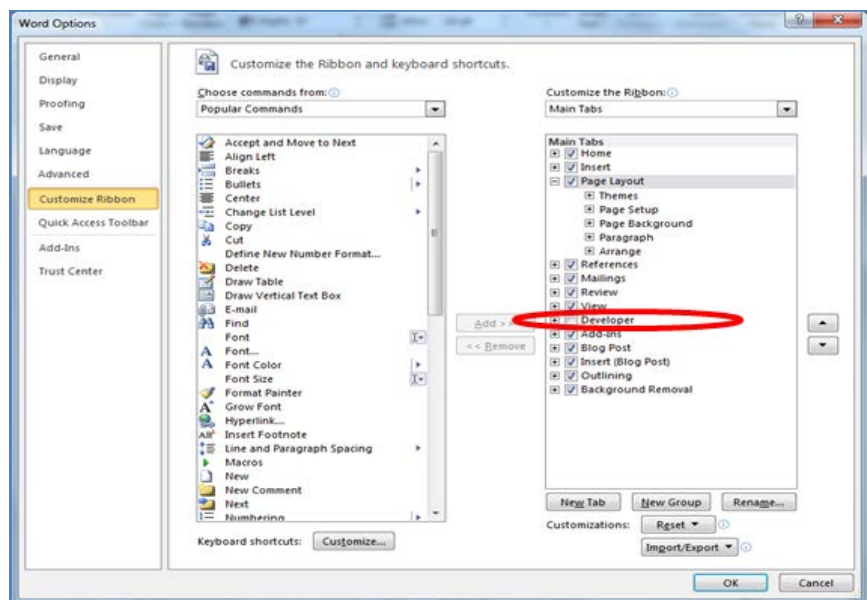 Word Options
General
Display
Proofing
Save
Language
Advanced
Customize Ribbon
Quick Access Toolbar
Add-Ins
Trust Center
Customize the Ribbon and keyboard shortcuts.
Choose commands from:
Popular Commands
Accept and Move to Next
Align Left
Breaks
Bullets
Center
Change List Level
Copy
Cut
Define New Number Format...
Delete
Draw Table
Draw Vertical Text Box
E-mail
Find
Font
Font...
Font Color
Font Size
Format Painter
Grow Font
Hyperlink...
Insert Footnote
Line and Paragraph Spacing
Macros
New
New Comment
Next
Numbering
Keyboard shortcuts: Customize...
Add >>
<< Remove
Customize the Ribbon:
Main Tabs
Main Tabs
Home
Insert
Page Layout
Themes
Page Setup
Page Background
Paragraph
Arrange
References
Mailings
Review
View
Developer
Add-Ins
Blog Post
Insert (Blog Post)
Outlining
Background Removal
New Tab New Group Rename...
Customizations: Reset
Import/Export
OK Cancel